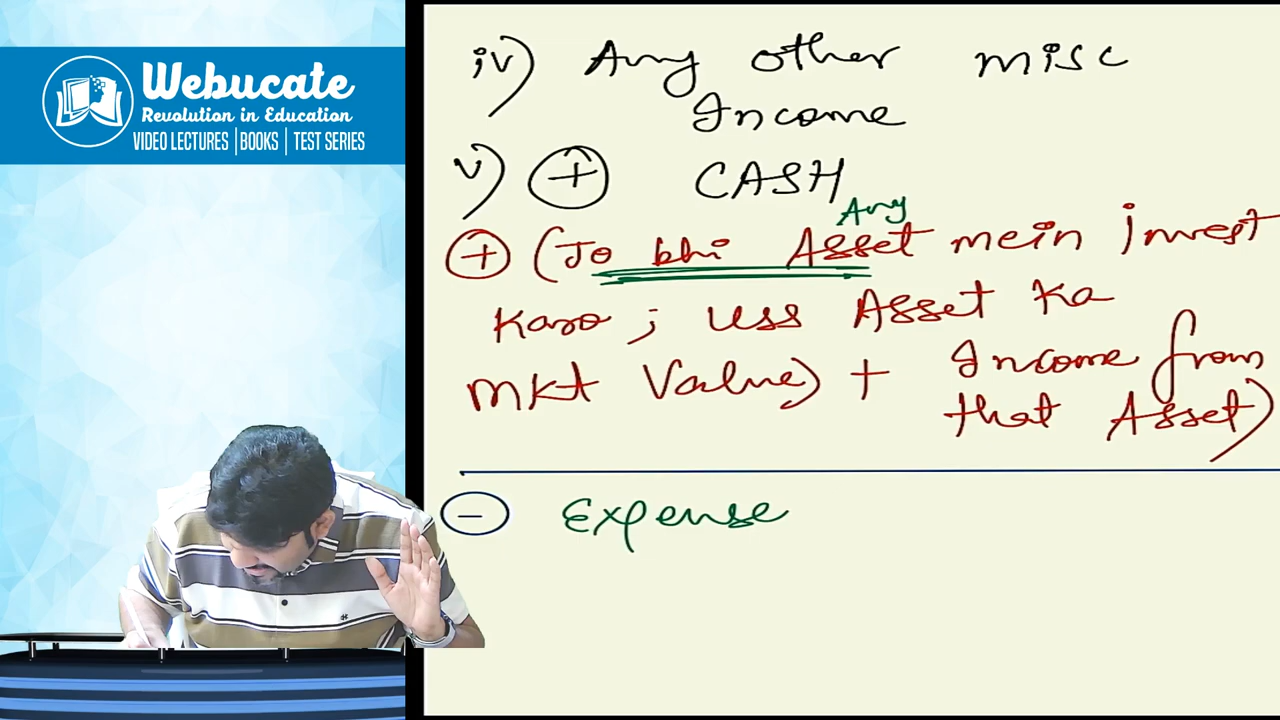 Webucate
Revolution in Education
VIDEO LECTURES | BOOKS | TEST SERIES
iv) Any other misc
Income
v) + CASH
Any
+ (Jo bhi Asset mein invest
Karo ; uss Asset Ka
mkt Value) + Income from
that Asset)
- Expense